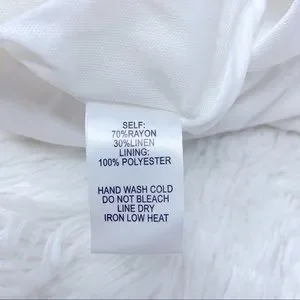 SELF:
70%RAYON
30%LINEN
LINING:
100% POLYESTER
HAND WASH COLD
DO NOT BLEACH
LINE DRY
IRON LOW HEAT